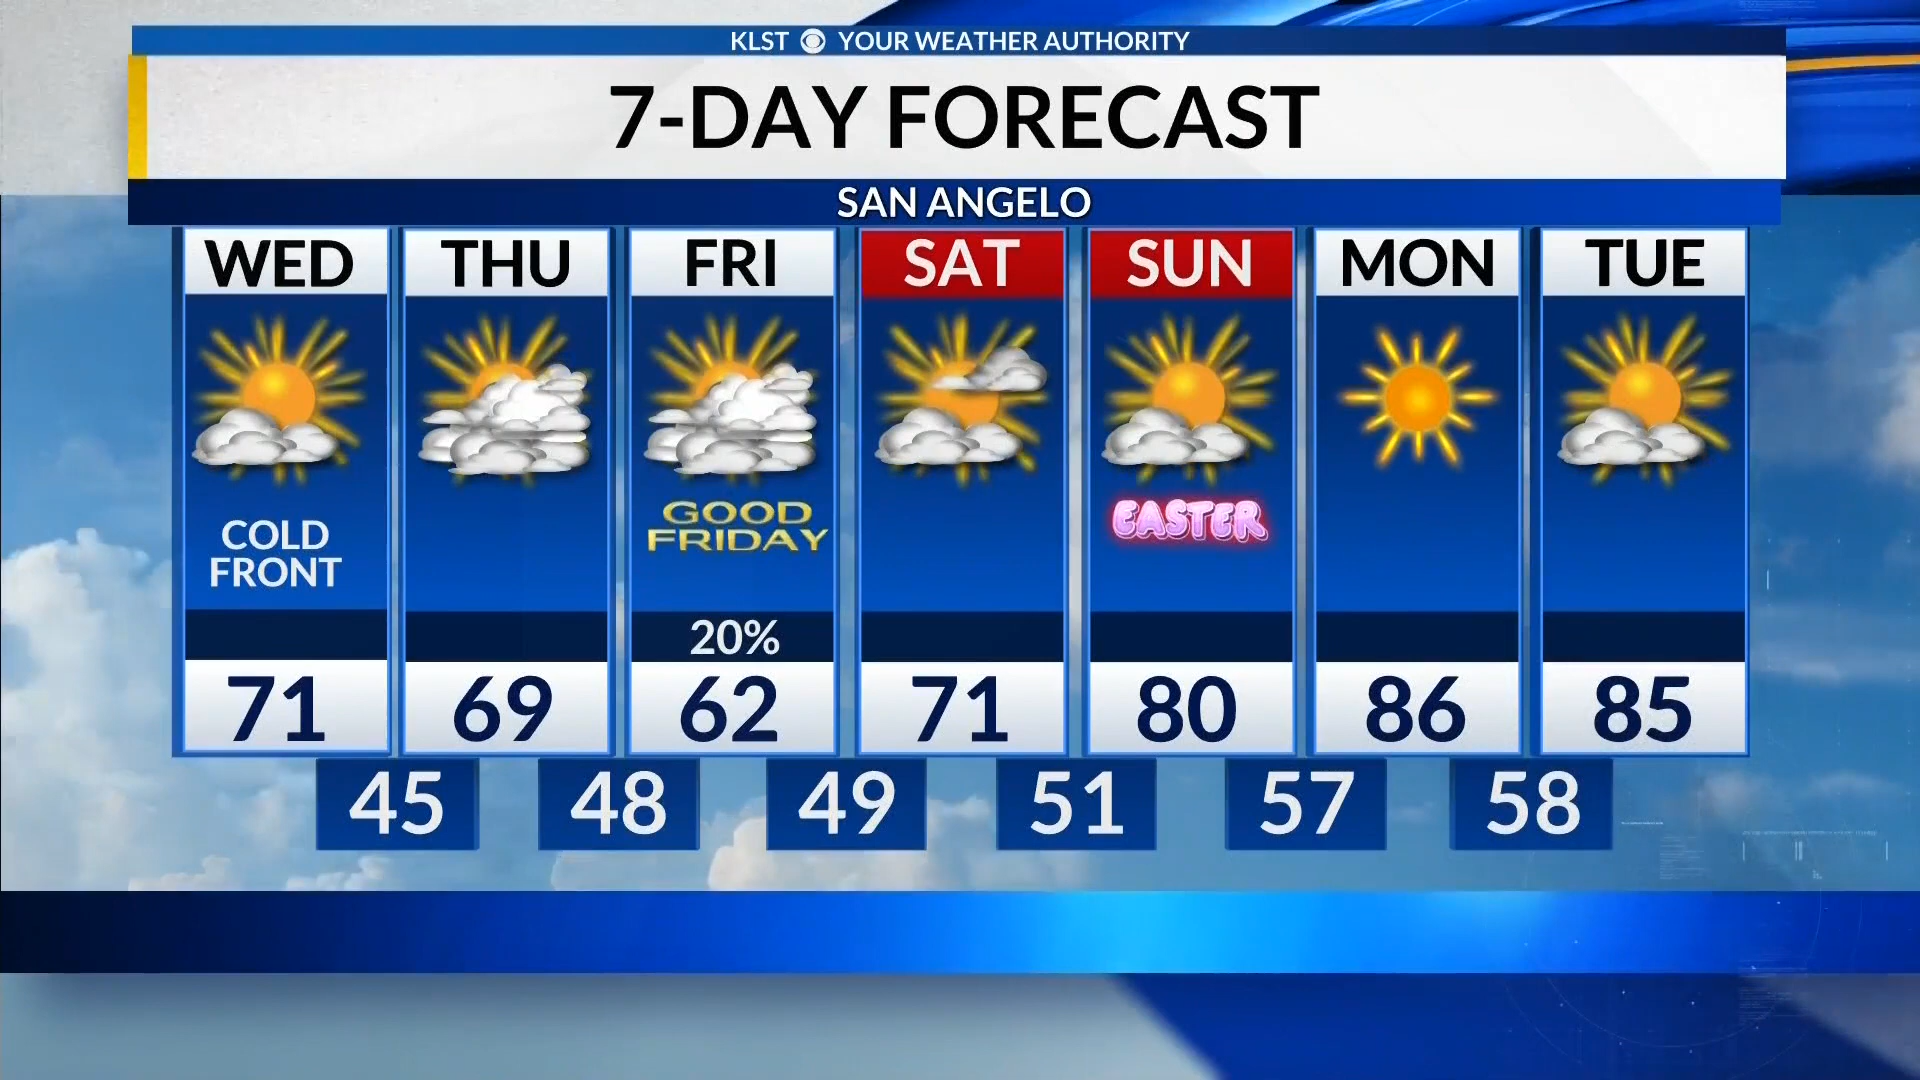 KLST YOUR WEATHER AUTHORITY
7-DAY FORECAST
SAN ANGELO
WED THU FRI SAT SUN MON TUE
COLD
FRONT
GOOD
FRIDAY
EASTER
20%
71 69 62 71 80 86 85
45 48 49 51 57 58